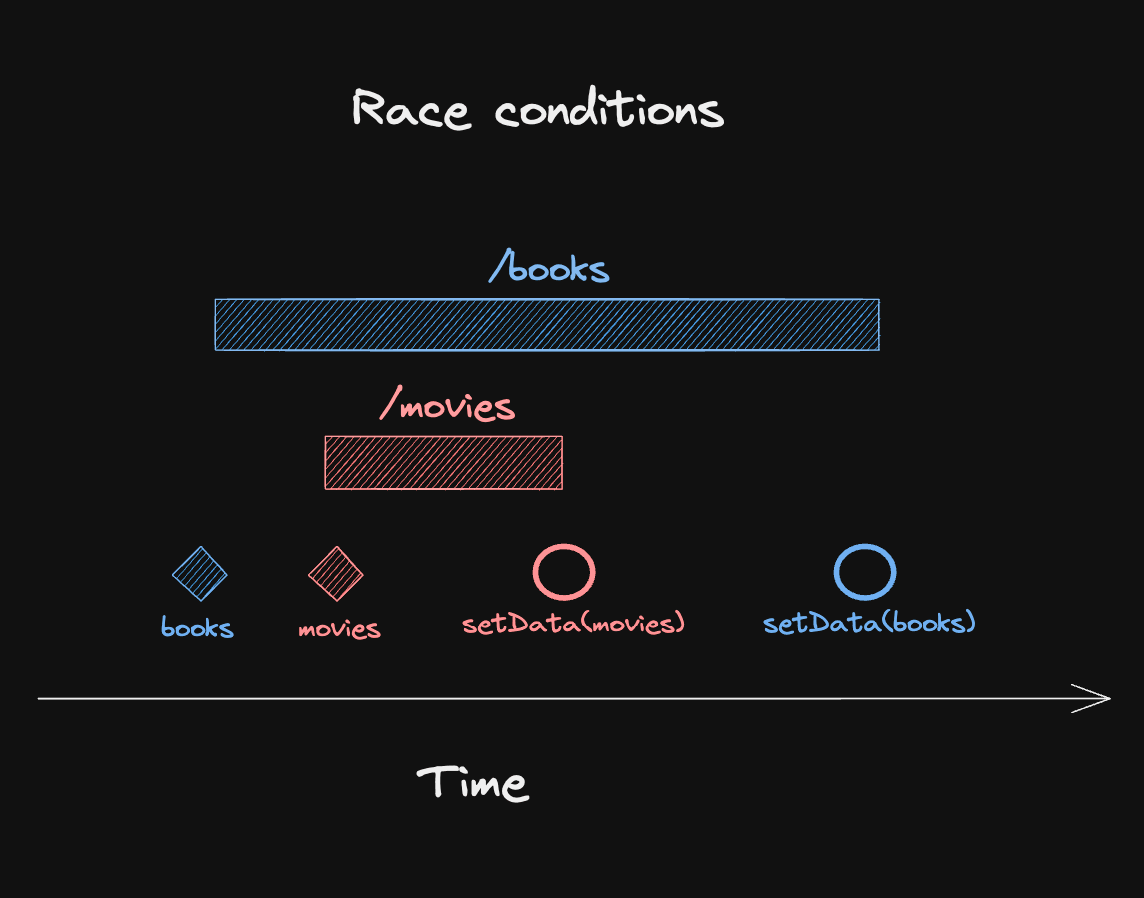 Race conditions
/books
/movies
books
movies
setData(movies)
setData(books)
Time